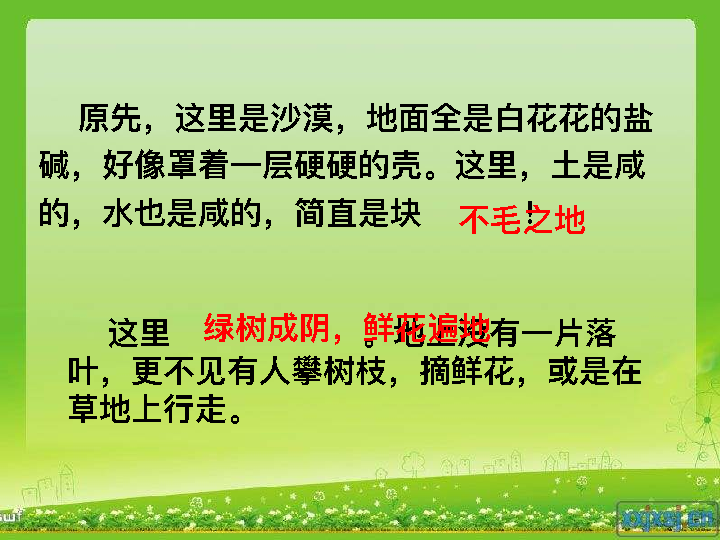 原先，这里是沙漠，地面全是白花花的盐
碱，好像罩着一层硬硬的壳。这里，土是咸
的，水也是咸的，简直是块不毛之地！
这里绿树成阴，鲜花遍地。地上没有一片落
叶，更不见有人攀树枝，摘鲜花，或是在
草地上行走。
xxjxsj.cn